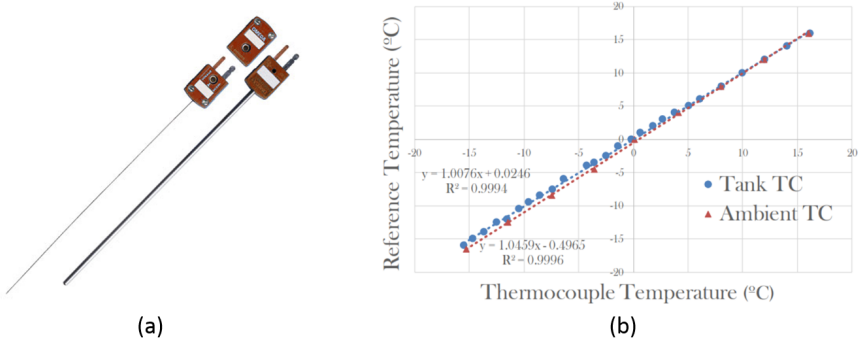 20
15
10
5
0
-20
-15
-10
-5
0
5
10
15
20
-5
-10
-15
-20
y = 1.0076x + 0.0246
R² = 0.9994
y = 1.0459x - 0.4965
R² = 0.9996
Tank TC
Ambient TC
Reference Temperature (ºC)
Thermocouple Temperature (ºC)
(a)
(b)